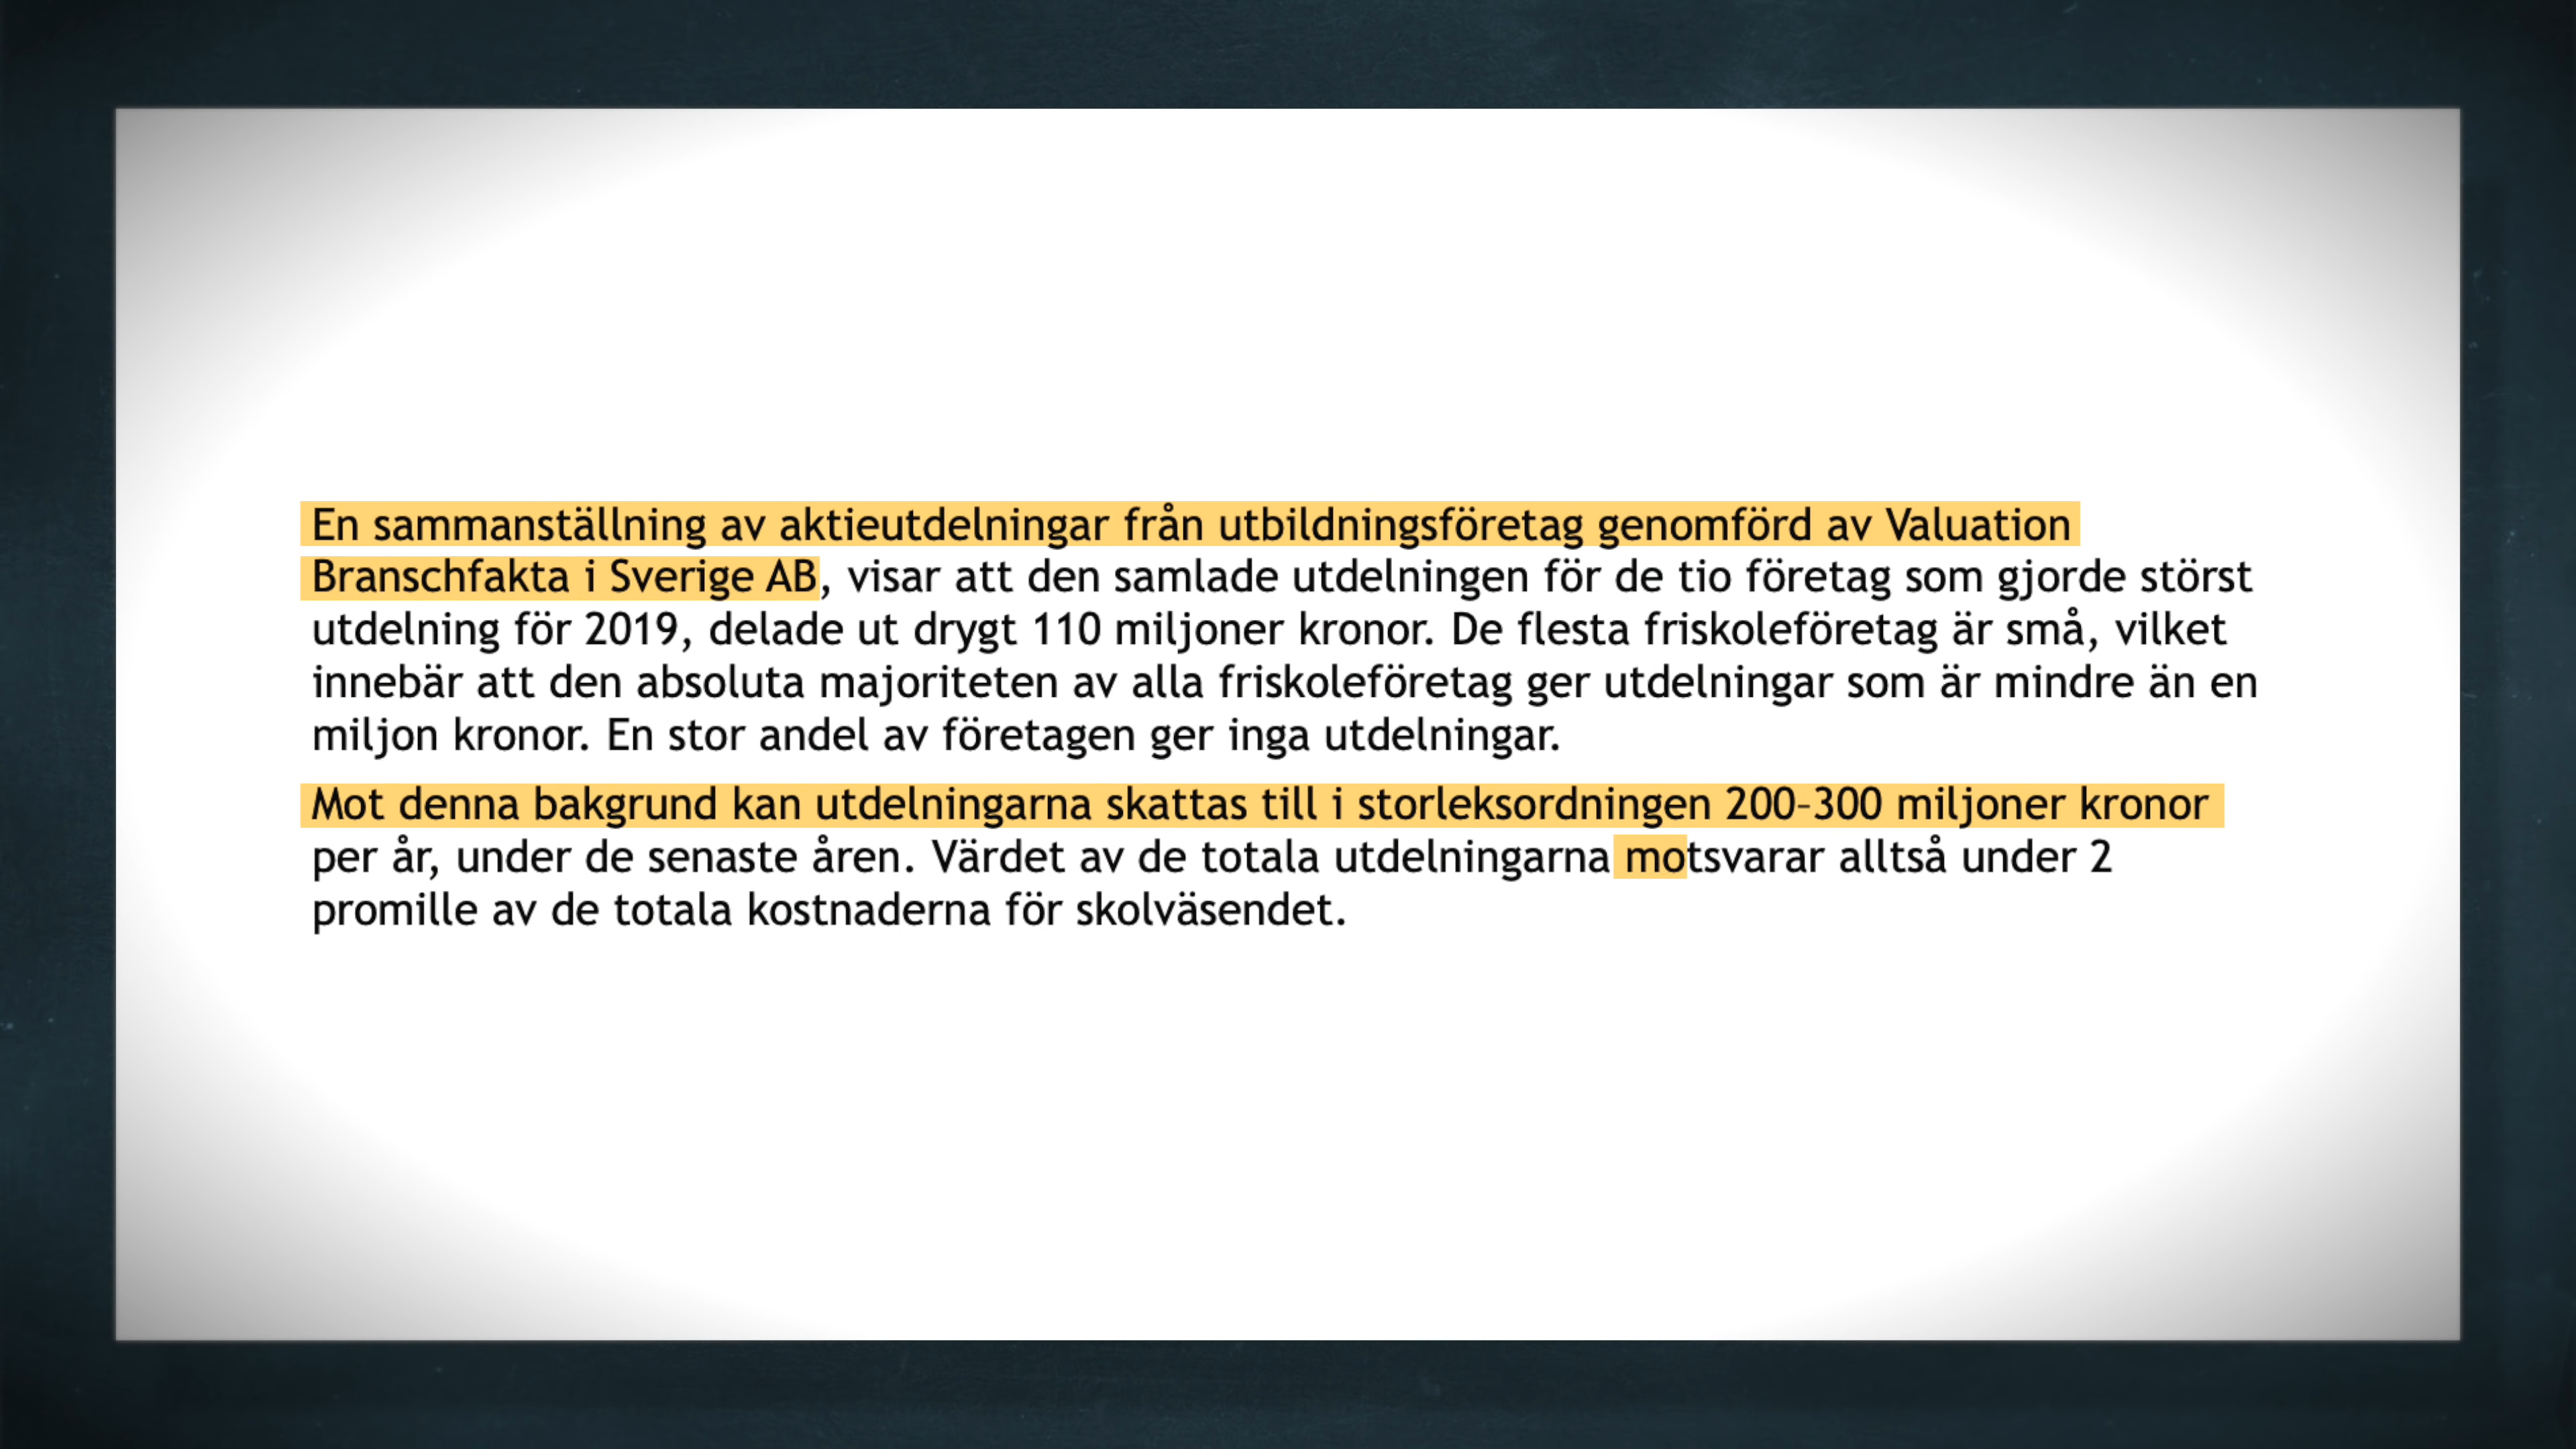 En sammanställning av aktieutdelningar från utbildningsföretag genomförd av Valuation
Branschfakta i Sverige AB, visar att den samlade utdelningen för de tio företag som gjorde störst
utdelning för 2019, delade ut drygt 110 miljoner kronor. De flesta friskoleföretag är små, vilket
innebär att den absoluta majoriteten av alla friskoleföretag ger utdelningar som är mindre än en
miljon kronor. En stor andel av företagen ger inga utdelningar.
Mot denna bakgrund kan utdelningarna skattas till i storleksordningen 200–300 miljoner kronor
per år, under de senaste åren. Värdet av de totala utdelningarna motsvarar alltså under 2
promille av de totala kostnaderna för skolväsendet.